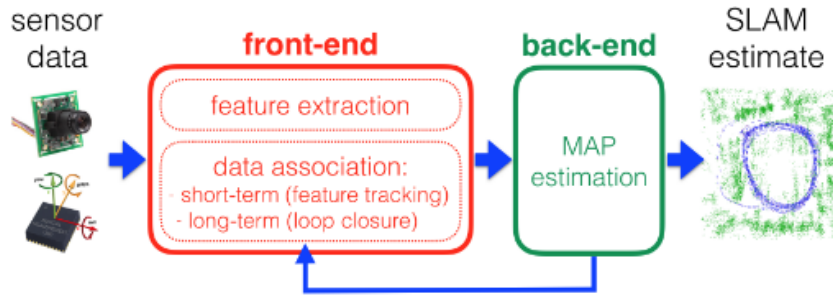 sensor
data
front-end
feature extraction
data association:
- short-term (feature tracking)
- long-term (loop closure)
back-end
MAP
estimation
SLAM
estimate